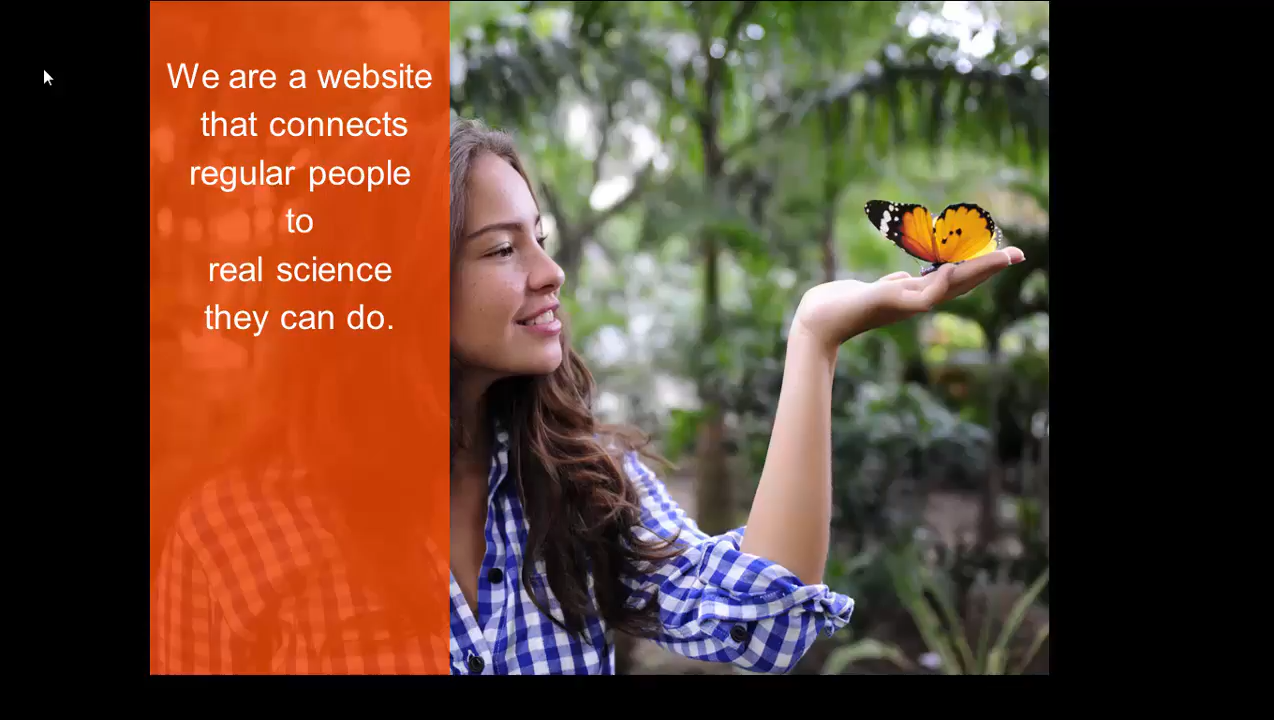 We are a website
that connects
regular people
to
real science
they can do.